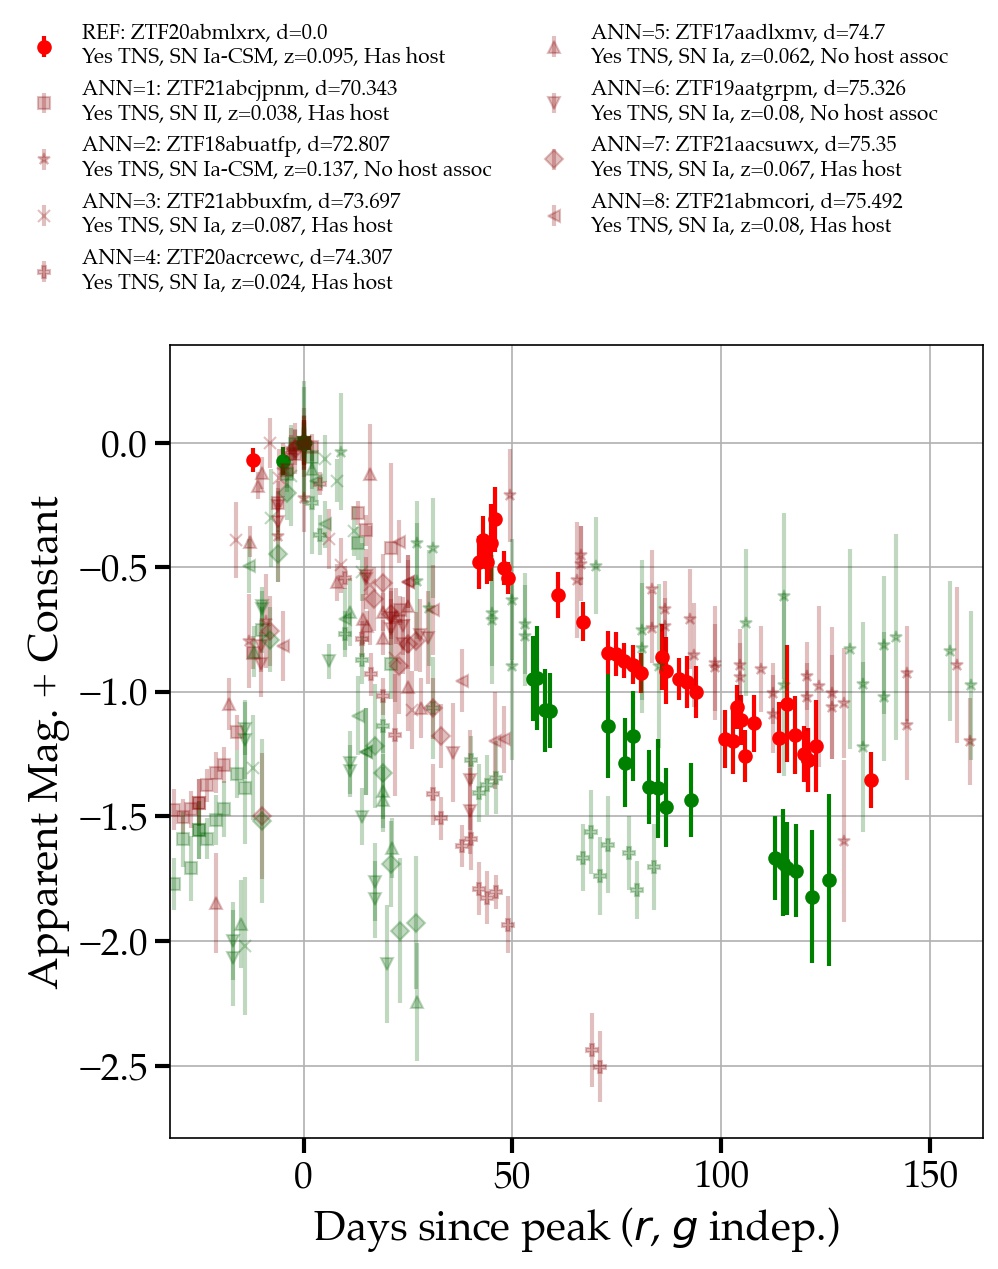 REF: ZTF20abmlxrx, d=0.0
Yes TNS, SN Ia-CSM, z=0.095, Has host
ANN=1: ZTF21abcjpnm, d=70.343
Yes TNS, SN II, z=0.038, Has host
ANN=2: ZTF18abuatfp, d=72.807
Yes TNS, SN Ia-CSM, z=0.137, No host assoc
ANN=3: ZTF21abbuxfm, d=73.697
Yes TNS, SN Ia, z=0.087, Has host
ANN=4: ZTF20acrcewc, d=74.307
Yes TNS, SN Ia, z=0.024, Has host
ANN=5: ZTF17aadlxmv, d=74.7
Yes TNS, SN Ia, z=0.062, No host assoc
ANN=6: ZTF19aatgrpm, d=75.326
Yes TNS, SN Ia, z=0.08, No host assoc
ANN=7: ZTF21aacsuwx, d=75.35
Yes TNS, SN Ia, z=0.067, Has host
ANN=8: ZTF21abmcori, d=75.492
Yes TNS, SN Ia, z=0.08, Has host
Apparent Mag. + Constant
0.0
−0.5
−1.0
−1.5
−2.0
−2.5
0
50
100
150
Days since peak (r, g indep.)